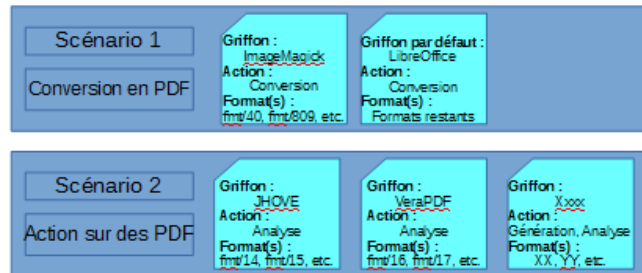 Scénario 1
Conversion en PDF
Griffon :
ImageMagick
Action :
Conversion
Format(s) :
fmt/40, fmt/809, etc.
Griffon par défaut :
LibreOffice
Action :
Conversion
Format(s) :
Formats restants
Scénario 2
Action sur des PDF
Griffon :
JHOVE
Action :
Analyse
Format(s) :
fmt/14, fmt/15, etc.
Griffon :
VeraPDF
Action :
Analyse
Format(s) :
fmt/16, fmt/17, etc.
Griffon :
Xxxx
Action :
Génération, Analyse
Format(s) :
XX, YY, etc.